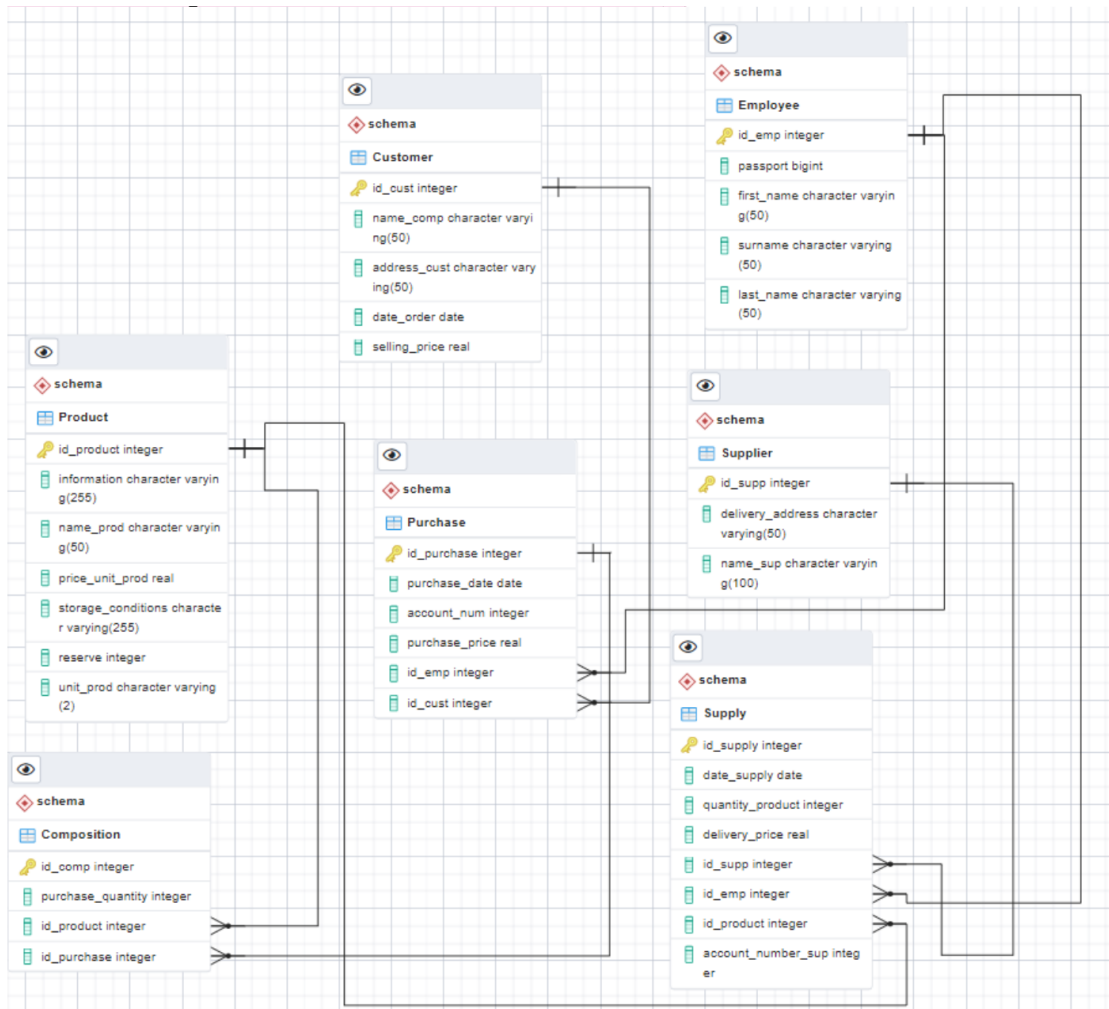 schema
Employee
id_emp integer
passport bigint
first_name character varyin
g(50)
surname character varying
(50)
last_name character varying
(50)
schema
Customer
id_cust integer
name_comp character varyi
ng(50)
address_cust character vary
ing(50)
date_order date
selling_price real
schema
Product
id_product integer
information character varyin
g(255)
name_prod character varyin
g(50)
price_unit_prod real
storage_conditions characte
r varying(255)
reserve integer
unit_prod character varying
(2)
schema
Supplier
id_supp integer
delivery_address character
varying(50)
name_sup character varyin
g(100)
schema
Purchase
id_purchase integer
purchase_date date
account_num integer
purchase_price real
id_emp integer
id_cust integer
schema
Supply
id_supply integer
date_supply date
quantity_product integer
delivery_price real
id_supp integer
id_emp integer
id_product integer
account_number_sup integ
er
schema
Composition
id_comp integer
purchase_quantity integer
id_product integer
id_purchase integer